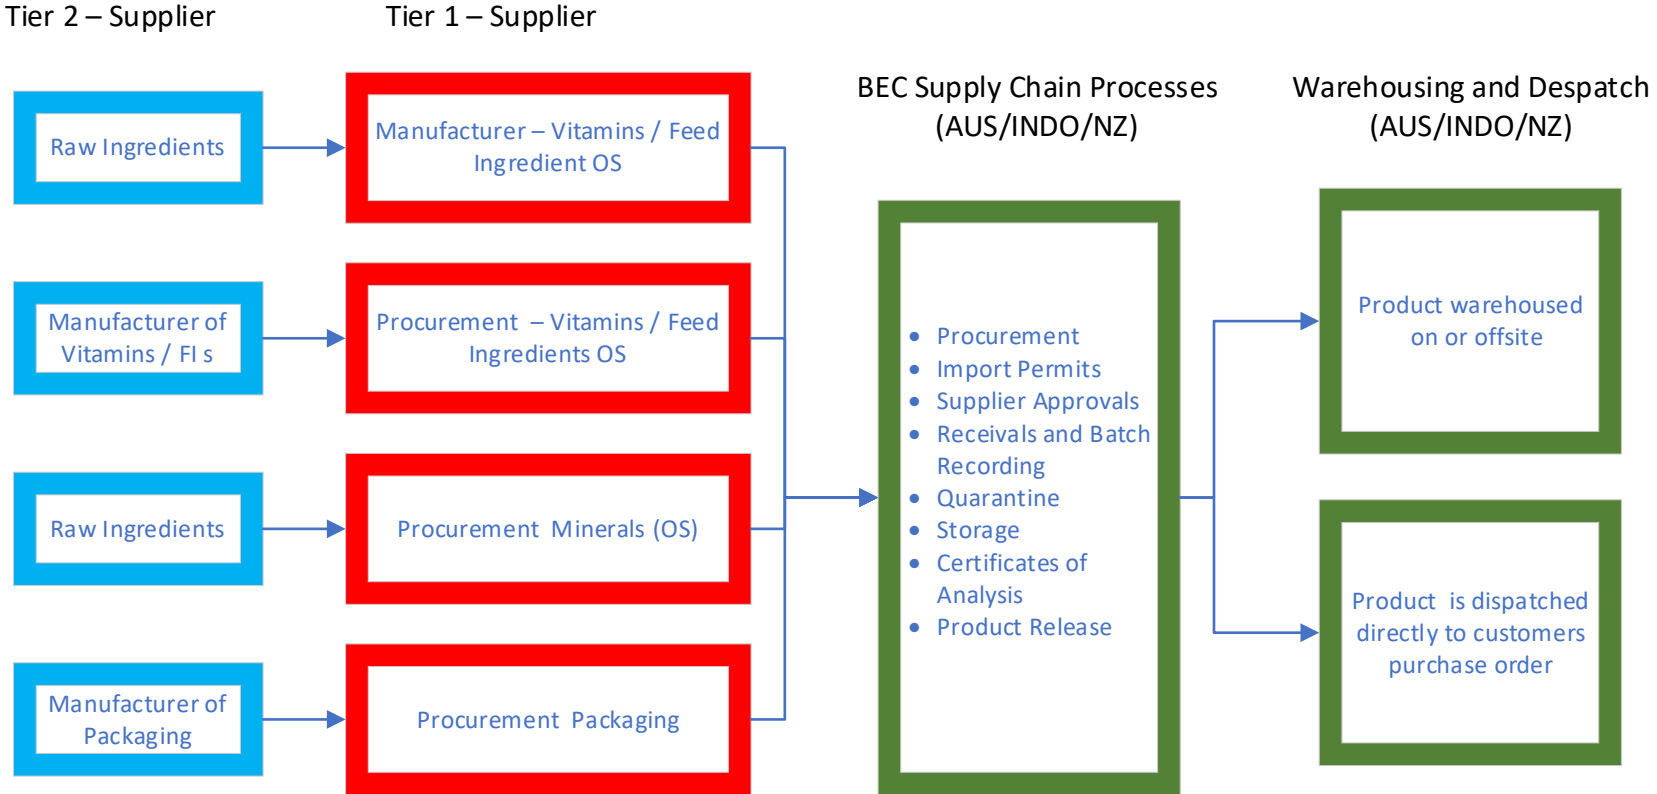 Tier 2 – Supplier
Tier 1 – Supplier
BEC Supply Chain Processes
(AUS/INDO/NZ)
Warehousing and Despatch
(AUS/INDO/NZ)
Raw Ingredients
Manufacturer – Vitamins / Feed
Ingredient OS
Manufacturer of
Vitamins / FI s
Procurement – Vitamins / Feed
Ingredients OS
Raw Ingredients
Procurement Minerals (OS)
Manufacturer of
Packaging
Procurement Packaging
• Procurement
• Import Permits
• Supplier Approvals
• Receivals and Batch
Recording
• Quarantine
• Storage
• Certificates of
Analysis
• Product Release
Product warehoused
on or offsite
Product is dispatched
directly to customers
purchase order